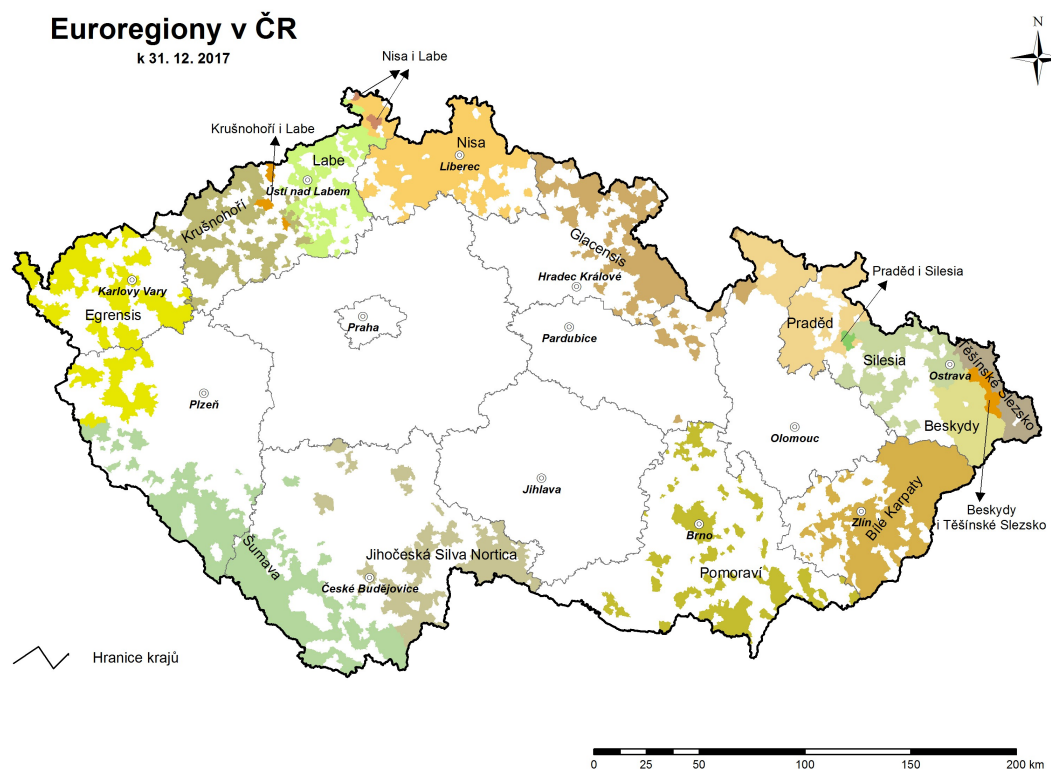 Euroregiony v ČR
k 31. 12. 2017
N
Nisa i Labe
Krušnohoří i Labe
Labe
Nisa
Liberec
Ústí nad Labem
Krušnohoří
Glacensis
Hradec Králové
Praděd i Silesia
Karlovy Vary
Egrensis
Praha
Pardubice
Praděd
Silesia
Těšínské Slezsko
Ostrava
Plzeň
Olomouc
Beskydy
Jihlava
Bílé Karpaty
Zlín
Beskydy
i Těšínské Slezsko
Brno
Šumava
Jihočeská Silva Nortica
Pomoraví
České Budějovice
Hranice krajů
0 25 50 100 150 200 km